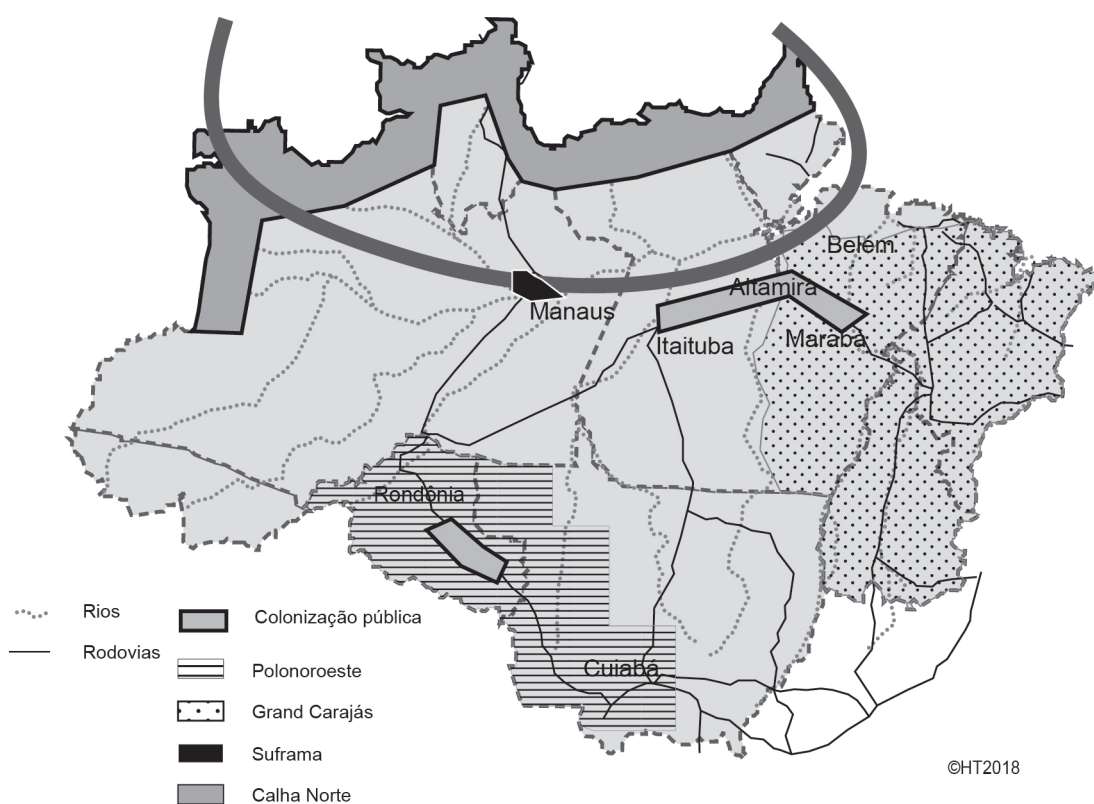 Belém
Altamira
Manaus
Itaituba
Marabá
Rondônia
Cuiabá
Rios
Rodovias
Colonização pública
Polonoroeste
Grand Carajás
Suframa
Calha Norte
©HT2018